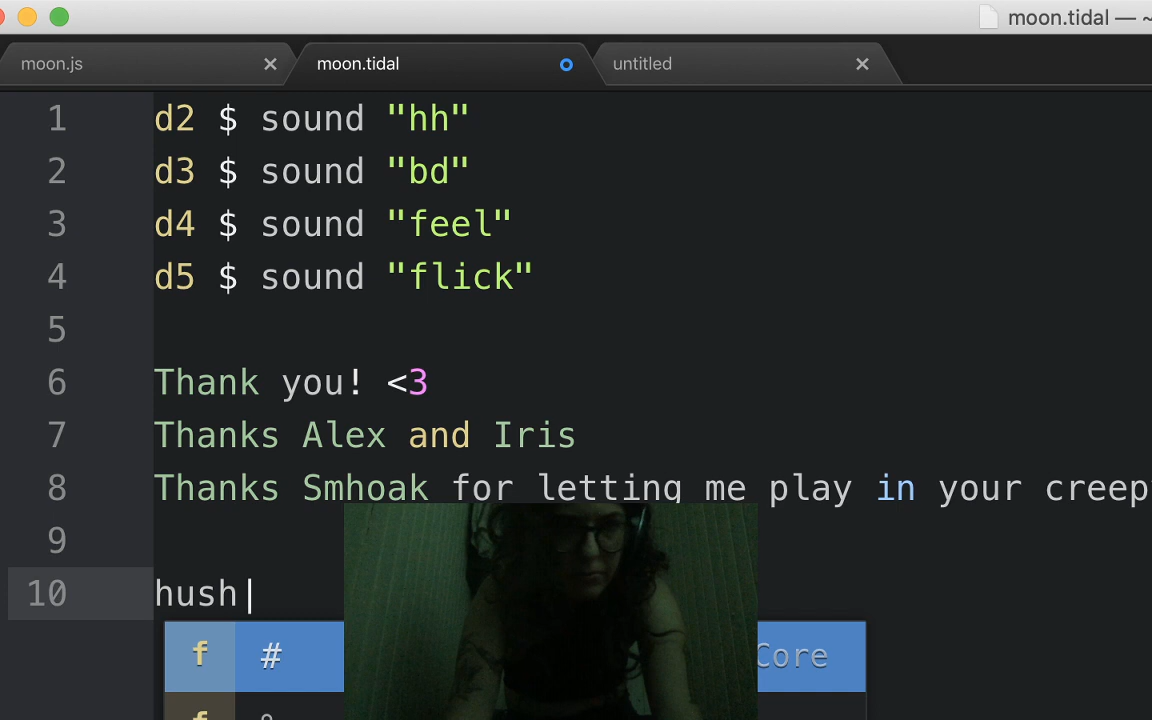 moon.tidal — ~
moon.js
moon.tidal
untitled
1 d2 $ sound "hh"
2 d3 $ sound "bd"
3 d4 $ sound "feel"
4 d5 $ sound "flick"
5
6 Thank you! <3
7 Thanks Alex and Iris
8 Thanks Smhoak for letting me play in your
9
10 hush
f # Core